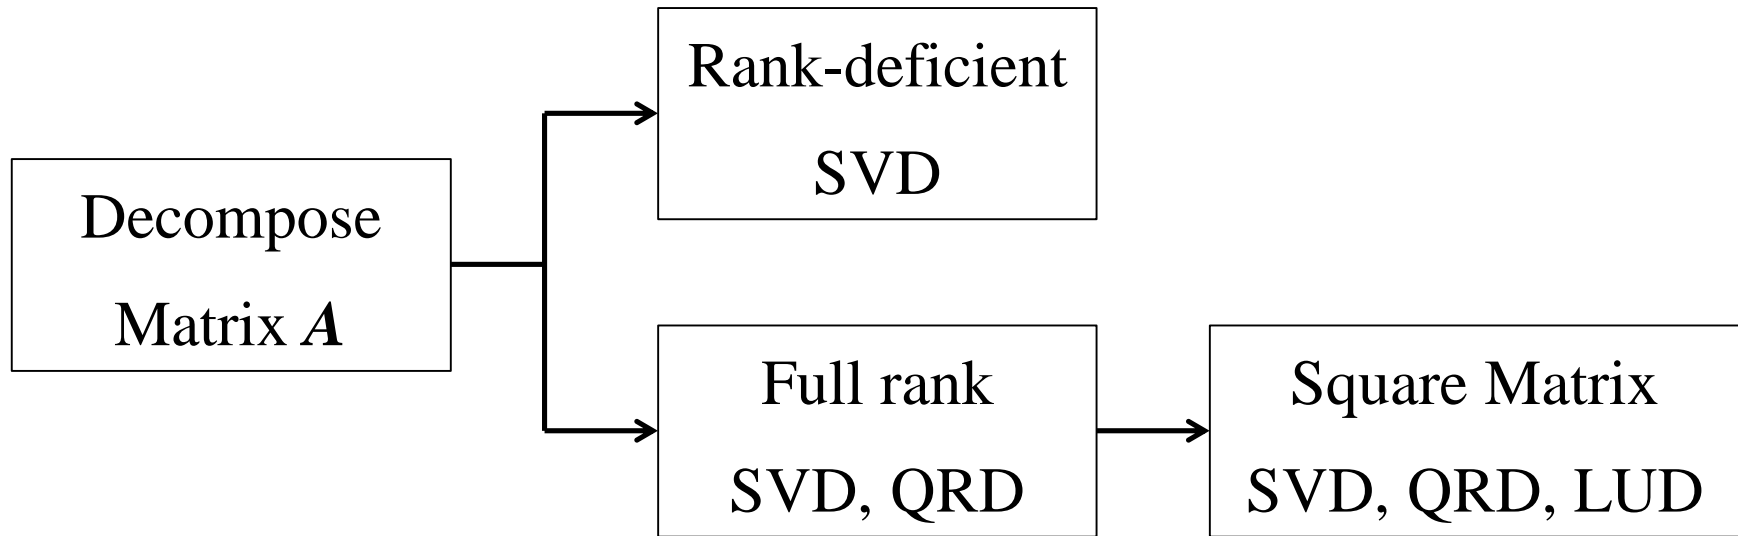 Rank-deficient
SVD
Decompose
Matrix A
Full rank
SVD, QRD
Square Matrix
SVD, QRD, LUD